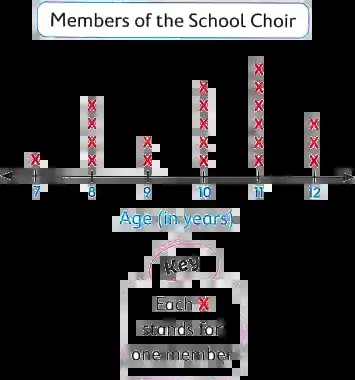 Members of the School Choir
X
X
X X
X X X
X X X X
X X X X X
X X X X X X
7 8 9 10 11 12
Age (in years)
Key
Each X
stands for
one member